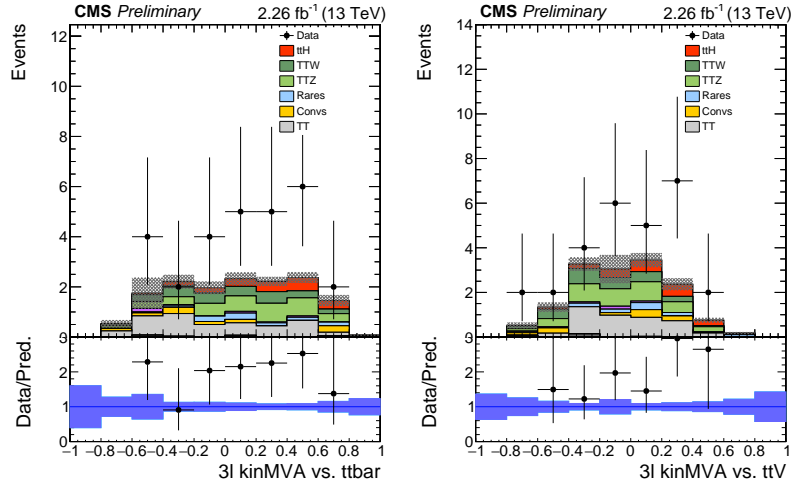 CMS Preliminary 2.26 fb⁻¹ (13 TeV)
Events
12
10
8
6
4
2
0
Data
ttH
TTW
TTZ
Rares
Convs
TT
Data/Pred.
3
2
1
0
−1 −0.8 −0.6 −0.4 −0.2 0 0.2 0.4 0.6 0.8 1
3l kinMVA vs. ttbar
CMS Preliminary 2.26 fb⁻¹ (13 TeV)
Events
14
12
10
8
6
4
2
0
Data
ttH
TTW
TTZ
Rares
Convs
TT
Data/Pred.
3
2
1
0
−1 −0.8 −0.6 −0.4 −0.2 0 0.2 0.4 0.6 0.8 1
3l kinMVA vs. ttV